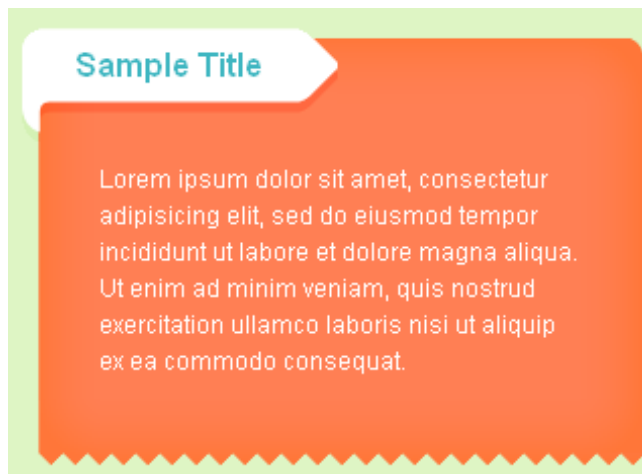 Sample Title
Lorem ipsum dolor sit amet, consectetur
adipisicing elit, sed do eiusmod tempor
incididunt ut labore et dolore magna aliqua.
Ut enim ad minim veniam, quis nostrud
exercitation ullamco laboris nisi ut aliquip
ex ea commodo consequat.